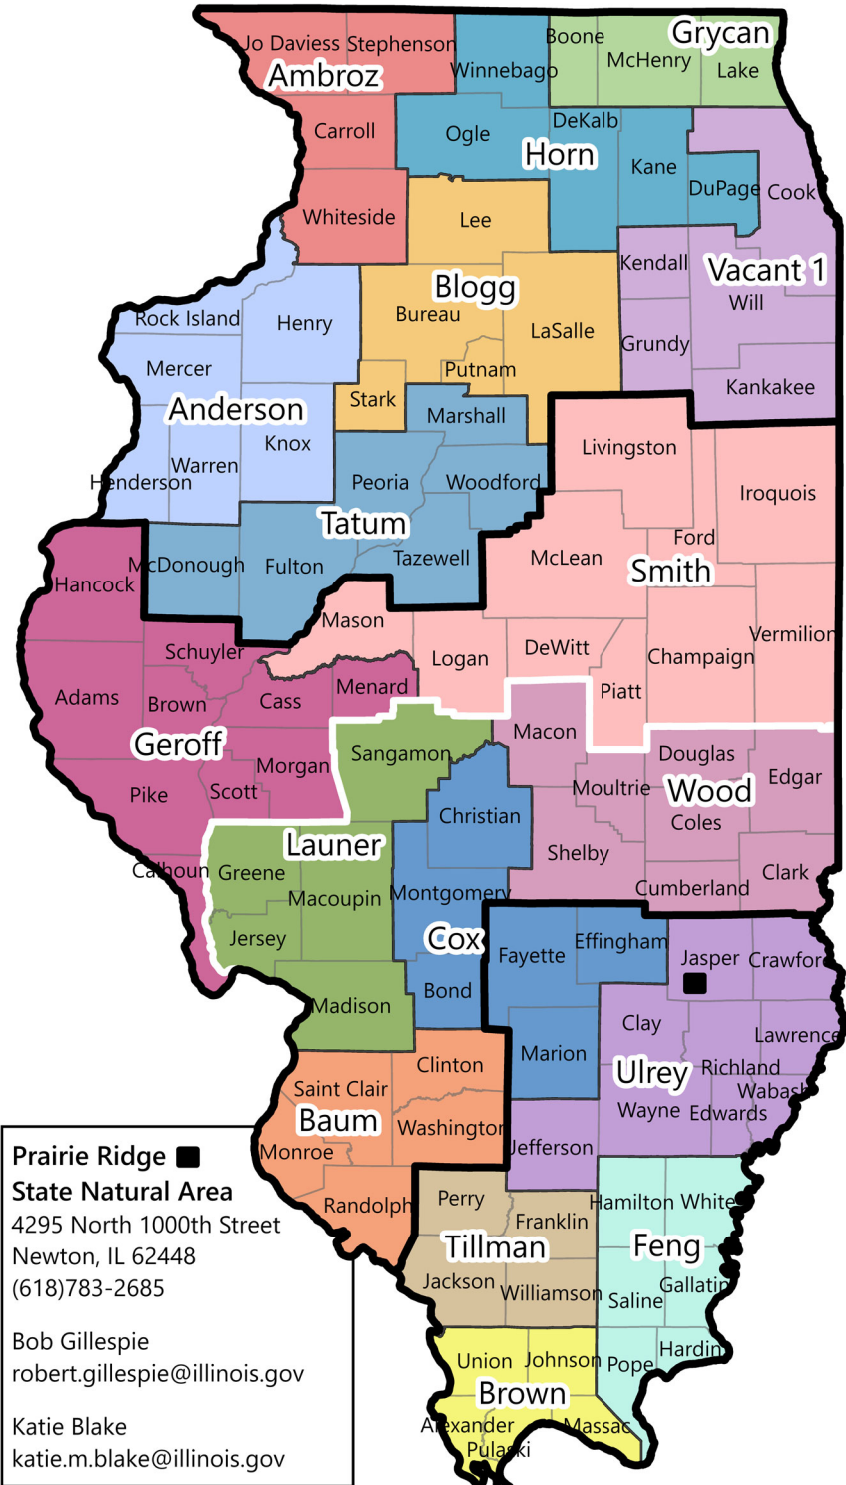 Jo Daviess
Stephenson
Winnebago
Boone
McHenry
Grycan
Lake
Ambroz
Carroll
Ogle
DeKalb
Horn
Kane
DuPage
Cook
Whiteside
Lee
Kendall
Vacant 1
Blogg
Rock Island
Henry
Bureau
LaSalle
Will
Grundy
Mercer
Putnam
Kankakee
Anderson
Stark
Marshall
Knox
Warren
Henderson
Livingston
Peoria
Woodford
Iroquois
Tatum
McDonough
Fulton
Tazewell
McLean
Ford
Smith
Hancock
Mason
Schuyler
Logan
DeWitt
Champaign
Vermilion
Adams
Brown
Cass
Menard
Piatt
Geroff
Sangamon
Macon
Douglas
Morgan
Edgar
Pike
Scott
Moultrie
Wood
Christian
Coles
Launer
Calhoun
Greene
Shelby
Clark
Macoupin
Montgomery
Cumberland
Jersey
Cox
Fayette
Effingham
Jasper
Crawfor
Bond
Madison
Clay
Lawrence
Marion
Clinton
Richland
Ulrey
Saint Clair
Wabash
Baum
Washington
Wayne
Edwards
Monroe
Jefferson
Randolph
Perry
Franklin
Hamilton
White
Tillman
Feng
Jackson
Williamson
Saline
Gallatin
Union
Johnson
Pope
Hardin
Brown
Alexander
Massac
Pulaski
Prairie Ridge
State Natural Area
4295 North 1000th Street
Newton, IL 62448
(618)783-2685
Bob Gillespie
robert.gillespie@illinois.gov
Katie Blake
katie.m.blake@illinois.gov